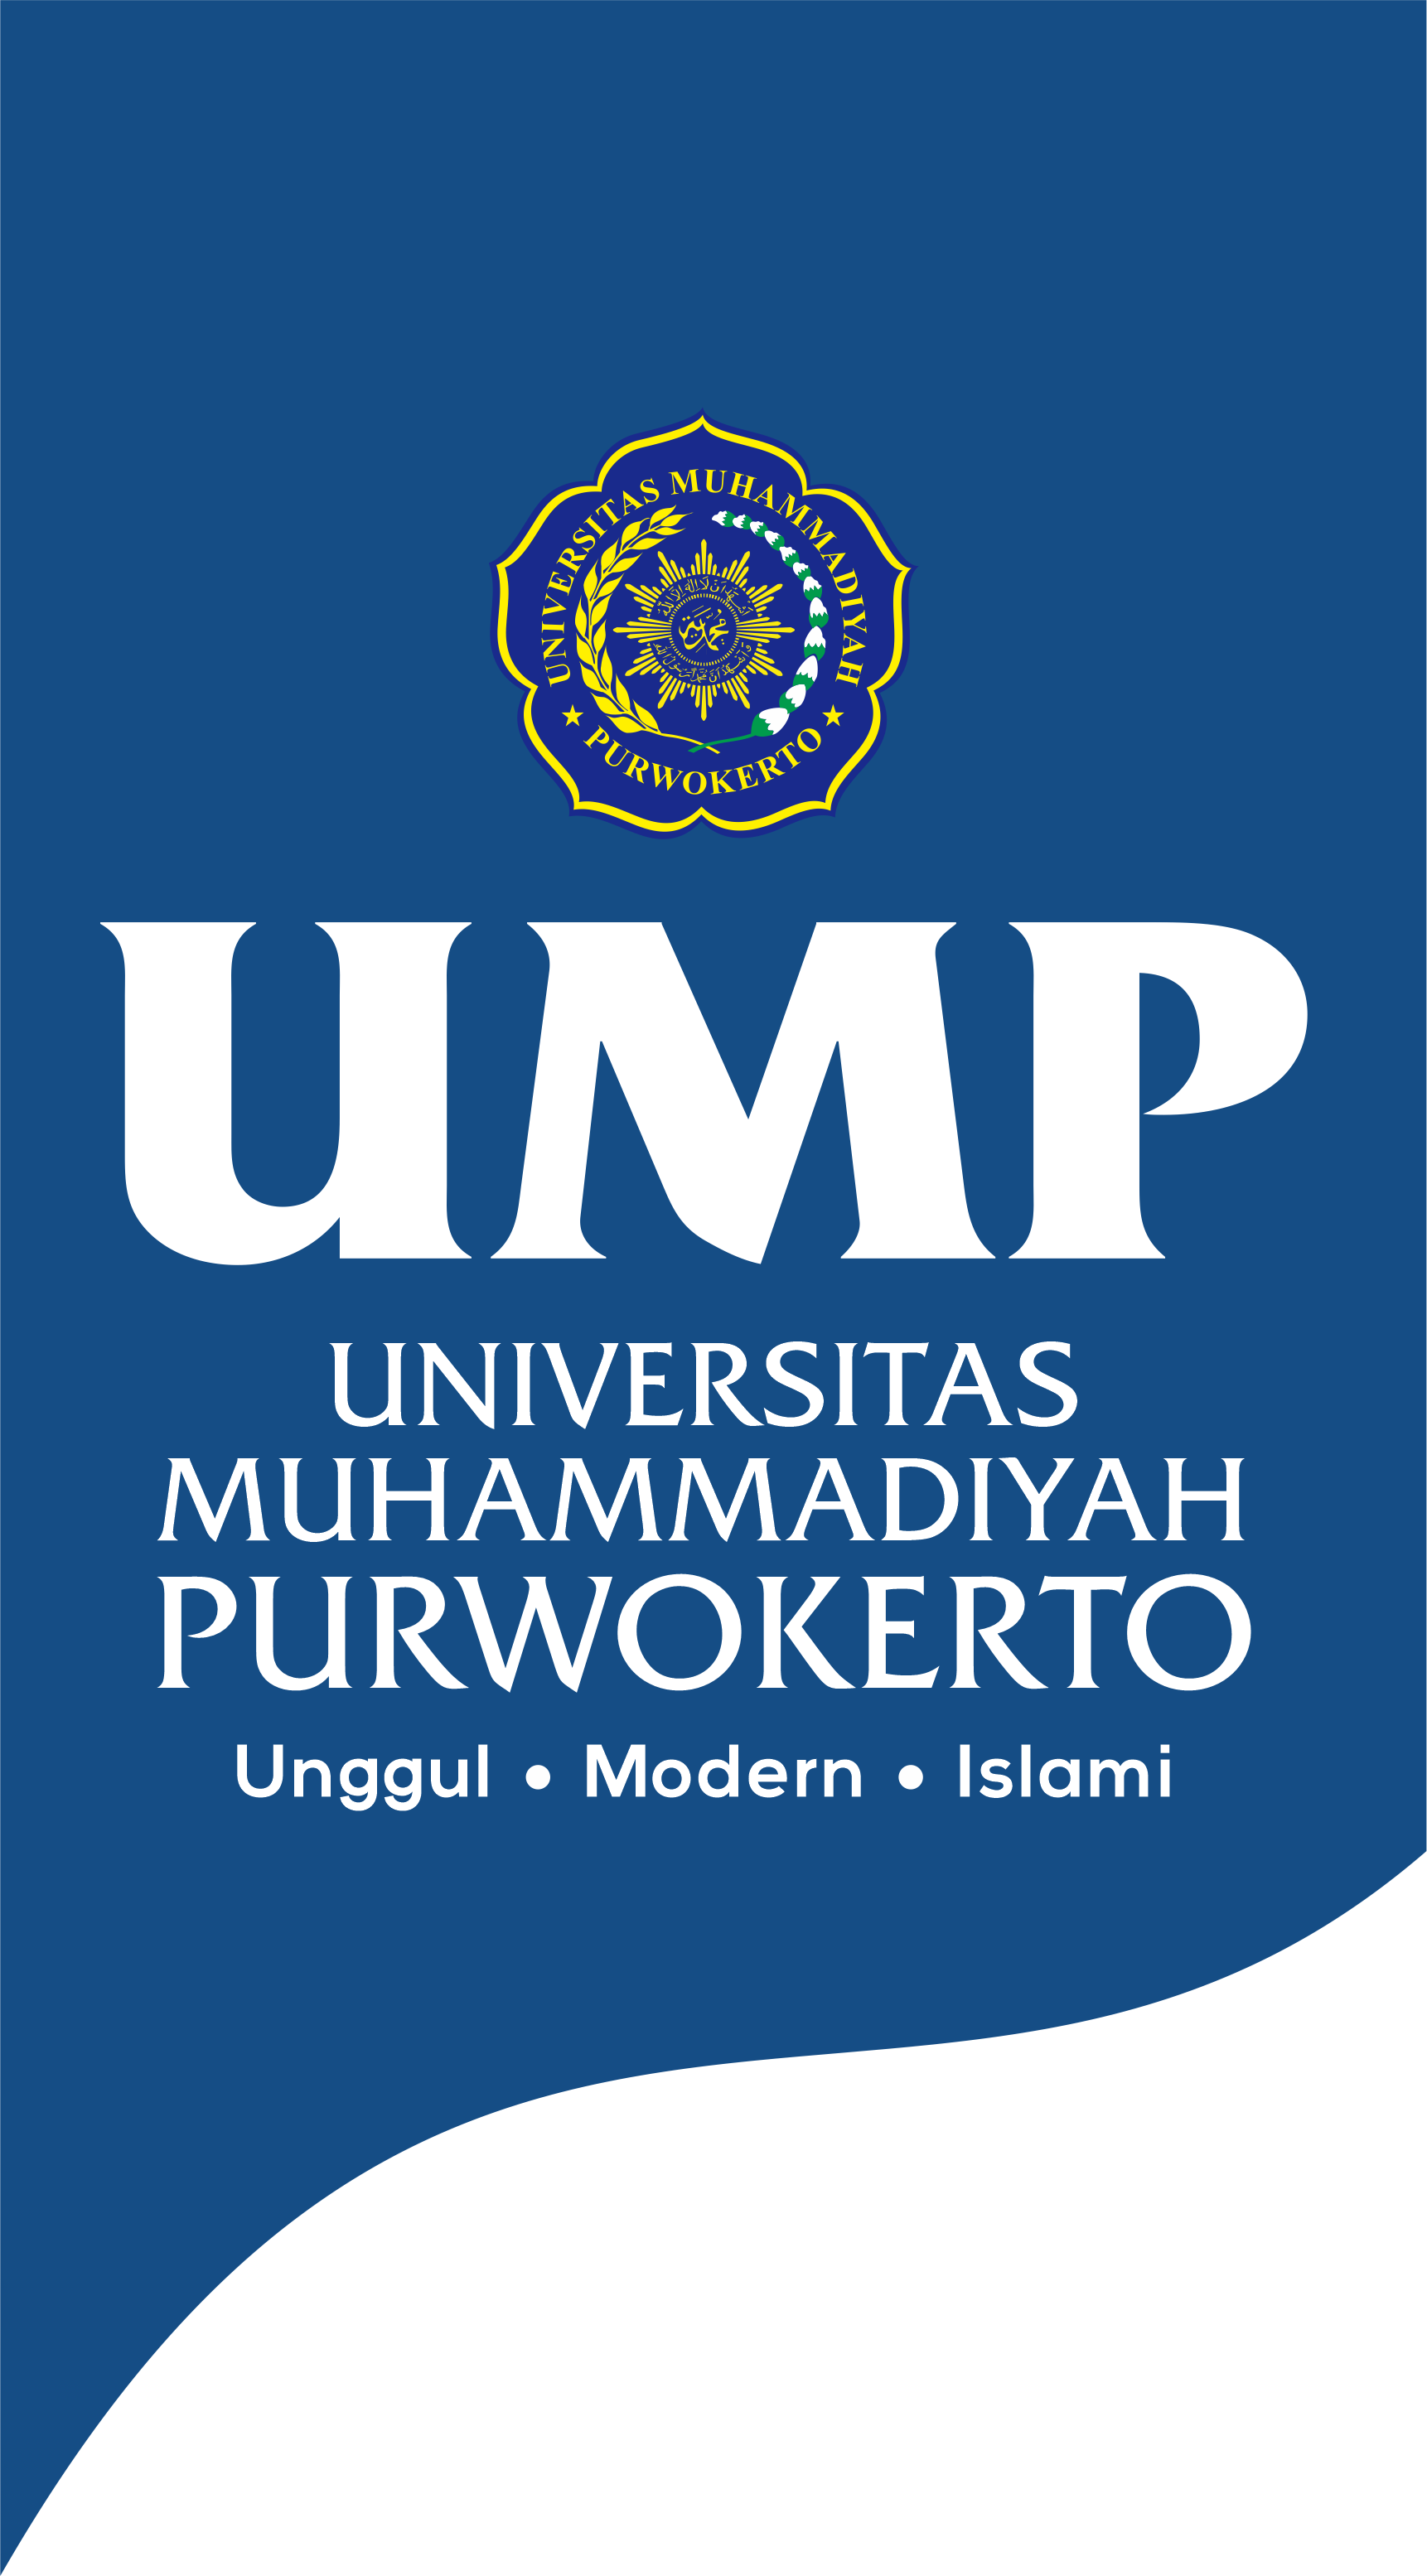 UNIVERSITAS MUHAMMADIYAH
PURWOKERTO
UMP
UNIVERSITAS
MUHAMMADIYAH
PURWOKERTO
Unggul • Modern • Islami